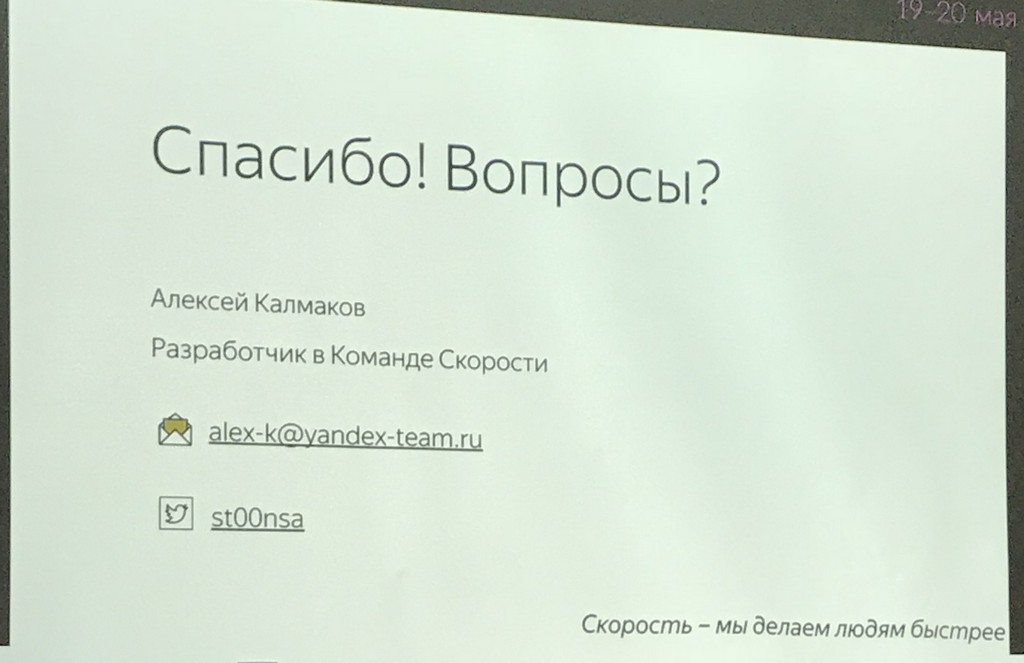 19-20 мая
Спасибо! Вопросы?
Алексей Калмаков
Разработчик в Команде Скорости
alex-k@yandex-team.ru
st00nsa
Скорость – мы делаем людям быстрее